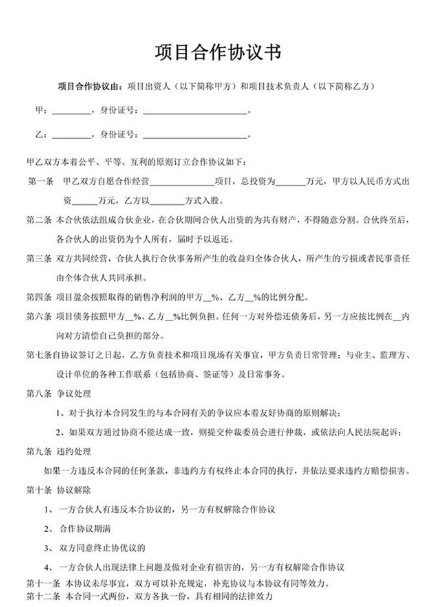 项目合作协议书
项目合作协议由：项目出资人（以下简称甲方）和项目技术负责人（以下简称乙方）
甲：________，身份证号：____________________。
乙：________，身份证号：____________________。
甲乙双方本着公平、平等、互利的原则订立合作协议如下：
第一条 甲乙双方自愿合作经营____________项目，总投资为______万元，甲方以人民币方式出
资_____万元，乙方以_____方式入股。
第二条 本合伙依法组成合伙企业，在合伙期间合伙人出资的为共有财产，不得随意分割。合伙终至后，
各合伙人的出资仍为个人所有，届时予以返还。
第三条 双方共同经营，合伙人执行合伙事务所产生的收益归全体合伙人，所产生的亏损或者民事责任
由全体合伙人共同承担。
第四条 项目盈余按照取得的销售净利润的甲方__%、乙方__%的比例分配。
第六条 项目债务按照甲方__%、乙方__%比例负担。任何一方对外偿还债务后，另一方应按比例在__内
向对方清偿自己负担的部分。
第七条自协议签订之日起，乙方负责技术和项目现场有关事宜，甲方负责日常管理；与业主、监理方、
设计单位的各种工作联系（包括协商、签证等）及日常事务。
第八条 争议处理
1、对于执行本合同发生的与本合同有关的争议应本着友好协商的原则解决；
2、如果双方通过协商不能达成一致，则提交仲裁委员会进行仲裁，或依法向人民法院起诉；
第九条 违约处理
如果一方违反本合同的任何条款，非违约方有权终止本合同的执行，并依法要求违约方赔偿损害。
第十条 协议解除
1、 一方合伙人有违反本合协议的，另一方有权解除合作协议
2、 合作协议期满
3、 双方同意终止协优议的
4、 一方合伙人出现法律上问题及做对企业有损害的，另一方有权解除合作协议
第十一条 本协议未尽事宜，双方可以补充规定，补充协议与本协议有同等效力。
第十二条 本合同一式两份，双方各执一份，具有相同的法律效力